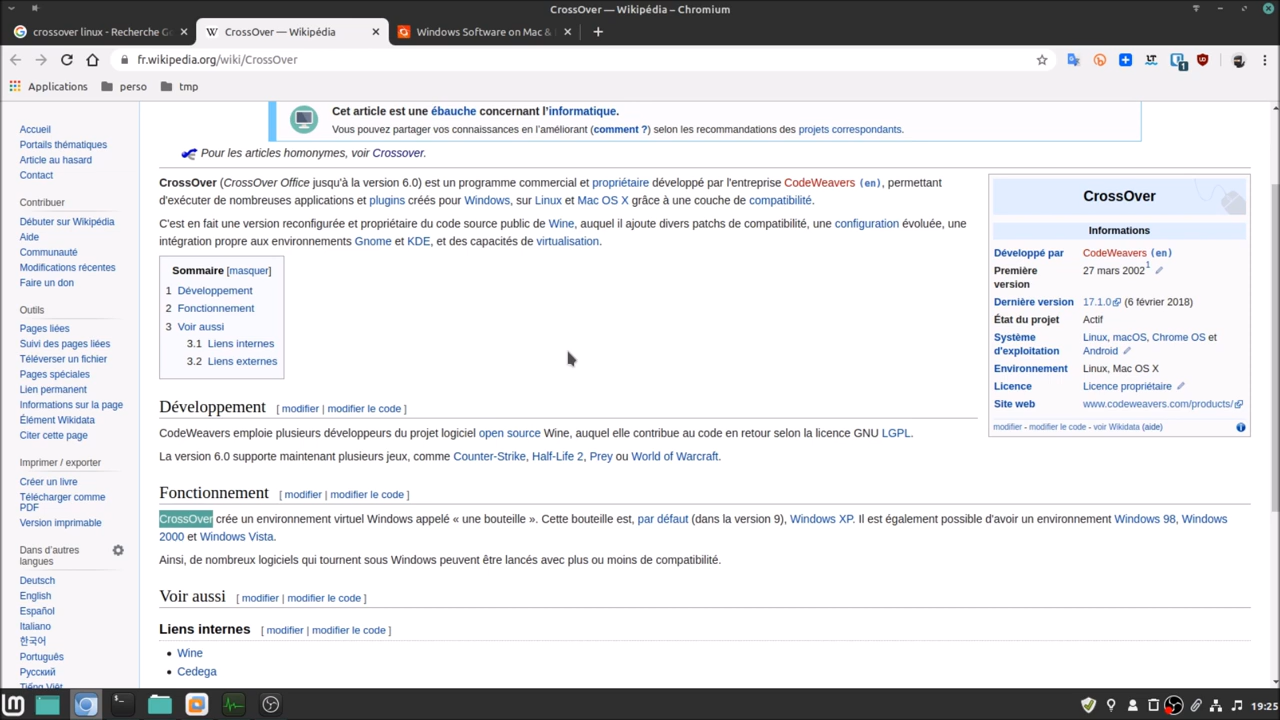 CrossOver — Wikipédia – Chromium
crossover linux - Recherche G
CrossOver — Wikipédia
Windows Software on Mac &
fr.wikipedia.org/wiki/CrossOver
Applications
perso
tmp
Accueil
Portails thématiques
Article au hasard
Contact
Contribuer
Débuter sur Wikipédia
Aide
Communauté
Modifications récentes
Faire un don
Outils
Pages liées
Suivi des pages liées
Téléverser un fichier
Pages spéciales
Lien permanent
Informations sur la page
Élément Wikidata
Citer cette page
Imprimer / exporter
Créer un livre
Télécharger comme
PDF
Version imprimable
Dans d'autres
langues
Deutsch
English
Español
Italiano
한국어
Português
Русский
Tiếng Việt
Cet article est une ébauche concernant l'informatique.
Vous pouvez partager vos connaissances en l'améliorant (comment ?) selon les recommandations des projets correspondants.
Pour les articles homonymes, voir Crossover.
CrossOver (CrossOver Office jusqu'à la version 6.0) est un programme commercial et propriétaire développé par l'entreprise CodeWeavers (en), permettant
d'exécuter de nombreuses applications et plugins créés pour Windows, sur Linux et Mac OS X grâce à une couche de compatibilité.
C'est en fait une version reconfigurée et propriétaire du code source public de Wine, auquel il ajoute divers patchs de compatibilité, une configuration évoluée, une
intégration propre aux environnements Gnome et KDE, et des capacités de virtualisation.
Sommaire [masquer]
1 Développement
2 Fonctionnement
3 Voir aussi
3.1 Liens internes
3.2 Liens externes
CrossOver
Informations
Développé par CodeWeavers (en)
Première version 27 mars 2002 1
Dernière version 17.1.0 (6 février 2018)
État du projet Actif
Système d'exploitation Linux, macOS, Chrome OS et Android
Environnement Linux, Mac OS X
Licence Licence propriétaire
Site web www.codeweavers.com/products/
modifier - modifier le code - voir Wikidata (aide)
Développement [ modifier | modifier le code ]
CodeWeavers emploie plusieurs développeurs du projet logiciel open source Wine, auquel elle contribue au code en retour selon la licence GNU LGPL.
La version 6.0 supporte maintenant plusieurs jeux, comme Counter-Strike, Half-Life 2, Prey ou World of Warcraft.
Fonctionnement [ modifier | modifier le code ]
CrossOver crée un environnement virtuel Windows appelé « une bouteille ». Cette bouteille est, par défaut (dans la version 9), Windows XP. Il est également possible d'avoir un environnement Windows 98, Windows
2000 et Windows Vista.
Ainsi, de nombreux logiciels qui tournent sous Windows peuvent être lancés avec plus ou moins de compatibilité.
Voir aussi [ modifier | modifier le code ]
Liens internes [ modifier | modifier le code ]
Wine
Cedega
19:25